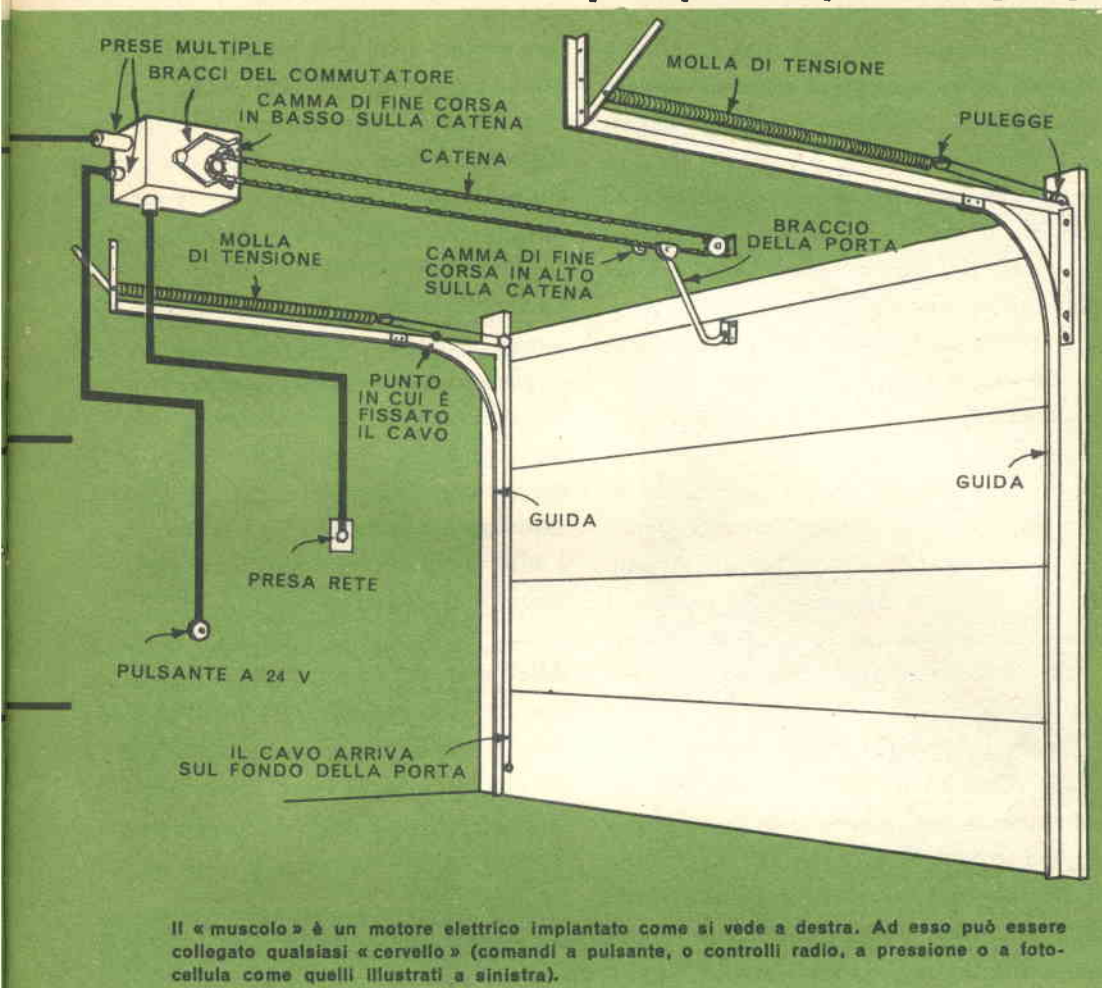 PRESE MULTIPLE
BRACCI DEL COMMUTATORE
CAMMA DI FINE CORSA
IN BASSO SULLA CATENA
CATENA
MOLLA DI TENSIONE
PULEGGE
MOLLA
DI TENSIONE
CAMMA DI FINE
CORSA IN ALTO
SULLA CATENA
BRACCIO
DELLA PORTA
PUNTO
IN CUI È
FISSATO
IL CAVO
GUIDA
GUIDA
PRESA RETE
PULSANTE A 24 V
IL CAVO ARRIVA
SUL FONDO DELLA PORTA
Il « muscolo » è un motore elettrico implantato come si vede a destra. Ad esso può essere
collegato qualsiasi « cervello » (comandi a pulsante, o controlli radio, a pressione o a foto-
cellula come quelli illustrati a sinistra).